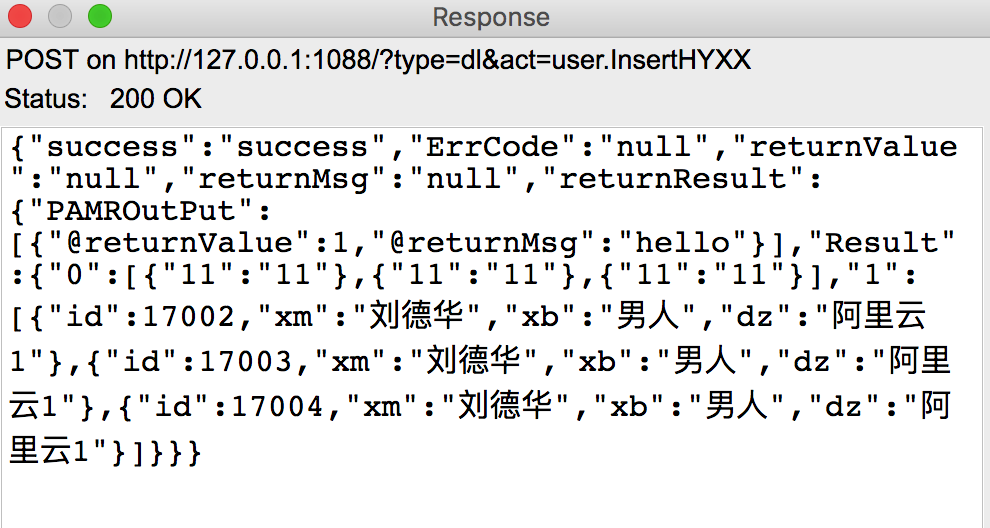 Response
POST on http://127.0.0.1:1088/?type=dl&act=user.InsertHYXX
Status: 200 OK
{"success":"success","ErrCode":"null","returnValue
":"null","returnMsg":"null","returnResult":
{"PAMROutPut":
[{"@returnValue":1,"@returnMsg":"hello"}],"Result"
:{"0":[{"11":"11"},{"11":"11"},{"11":"11"}],"1":
[{"id":17002,"xm":"刘德华","xb":"男人","dz":"阿里云
1"},{"id":17003,"xm":"刘德华","xb":"男人","dz":"阿里
云1"},{"id":17004,"xm":"刘德华","xb":"男人","dz":"阿
里云1"}]}}}